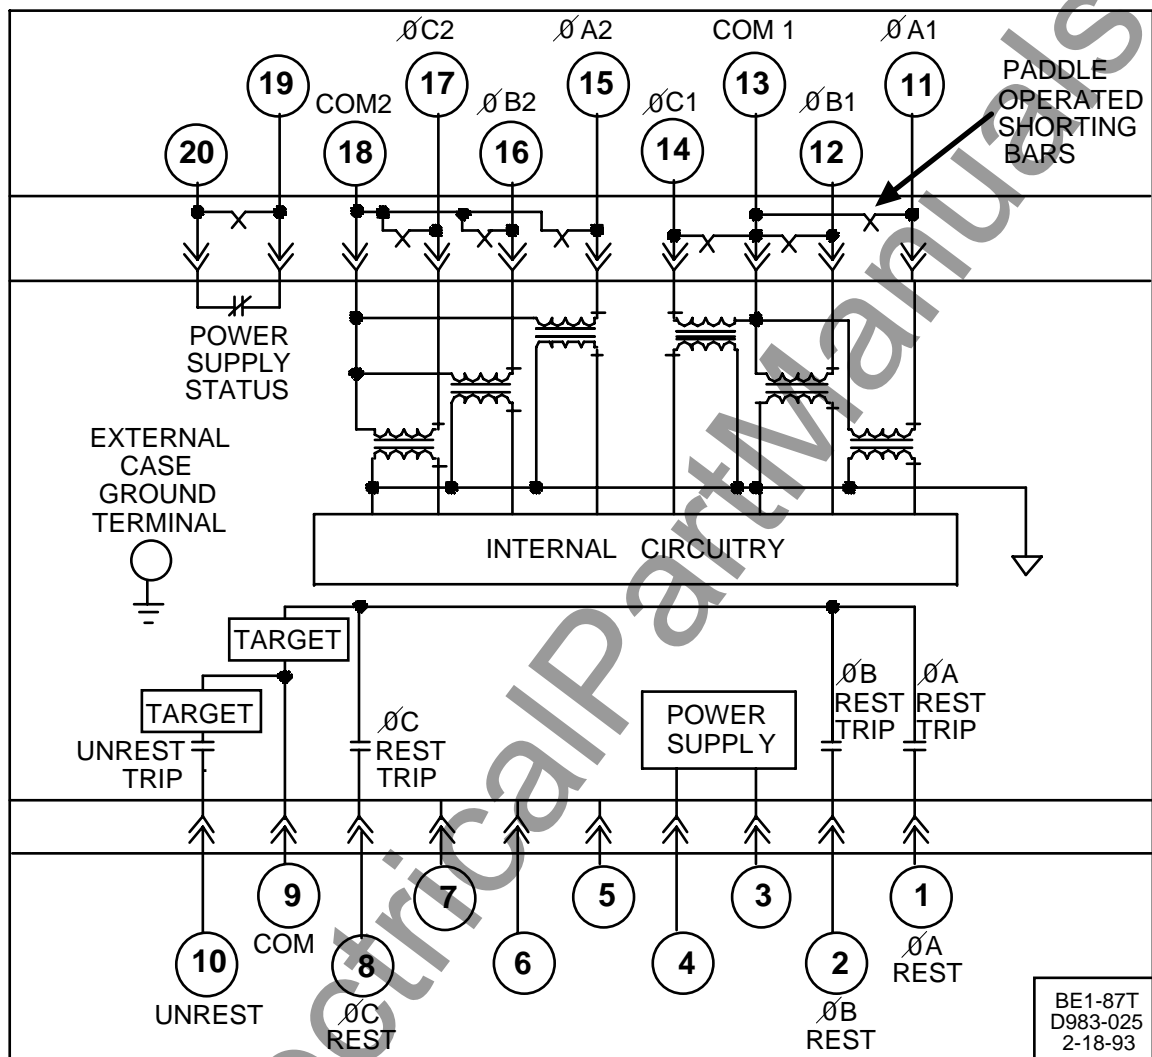 ØC2
ØA2
COM 1
ØA1
19
17
15
13
11
PADDLE
OPERATED
SHORTING
BARS
COM2
ØB2
ØC1
ØB1
20
18
16
14
12
POWER
SUPPLY
STATUS
EXTERNAL
CASE
GROUND
TERMINAL
INTERNAL CIRCUITRY
TARGET
TARGET
UNREST
TRIP
ØC
REST
TRIP
POWER
SUPPLY
ØB
REST
TRIP
ØA
REST
TRIP
9
7
5
3
1
COM
ØA
REST
10
8
6
4
2
UNREST
ØC
REST
ØB
REST
BE1-87T
D983-025
2-18-93
ectricalPartManuals